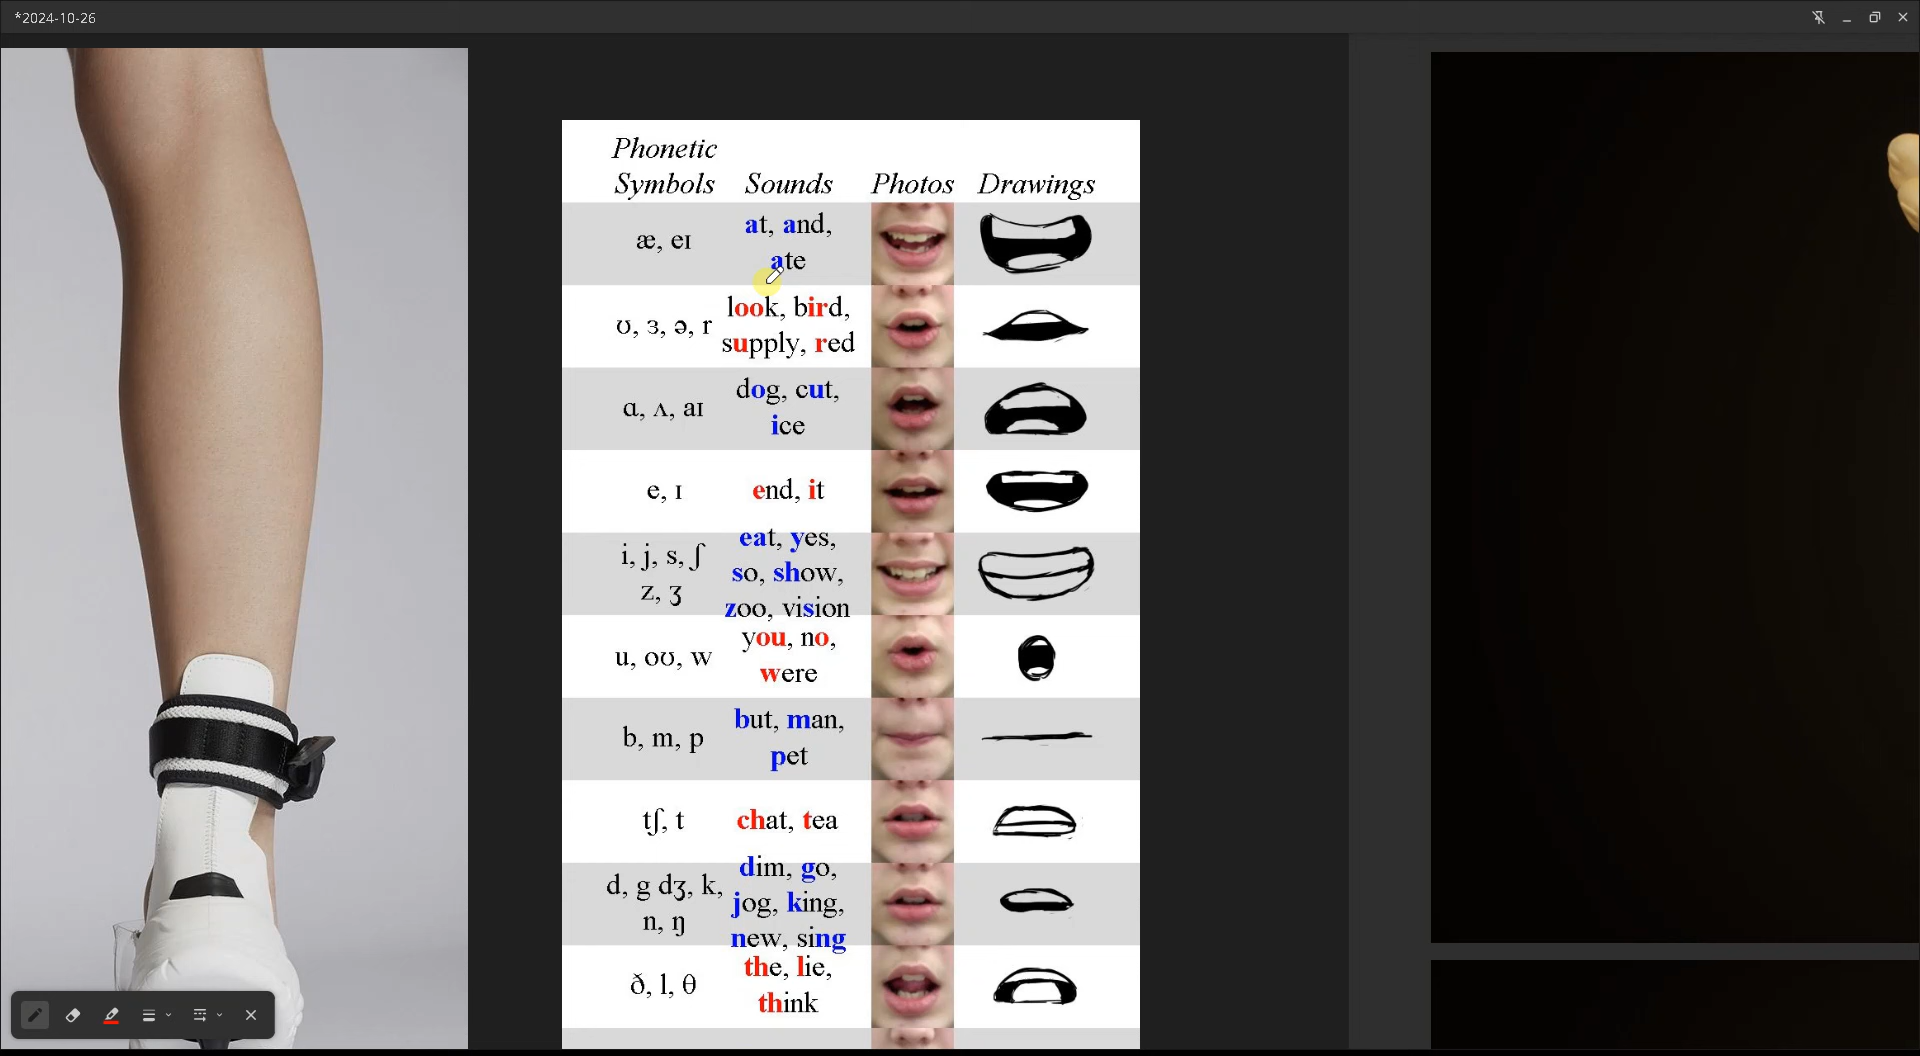 *2024-10-26
Phonetic
Symbols Sounds Photos Drawings
æ, eɪ
at, and,
ate
ʊ, ɜ, ə, r
look, bird,
supply, red
ɑ, ʌ, aɪ
dog, cut,
ice
e, ɪ
end, it
i, j, s, ʃ
z, ʒ
eat, yes,
so, show,
zoo, vision
u, oʊ, w
you, no,
were
b, m, p
but, man,
pet
tʃ, t
chat, tea
d, g dʒ, k,
n, ŋ
dim, go,
jog, king,
new, sing
ð, l, θ
the, lie,
think